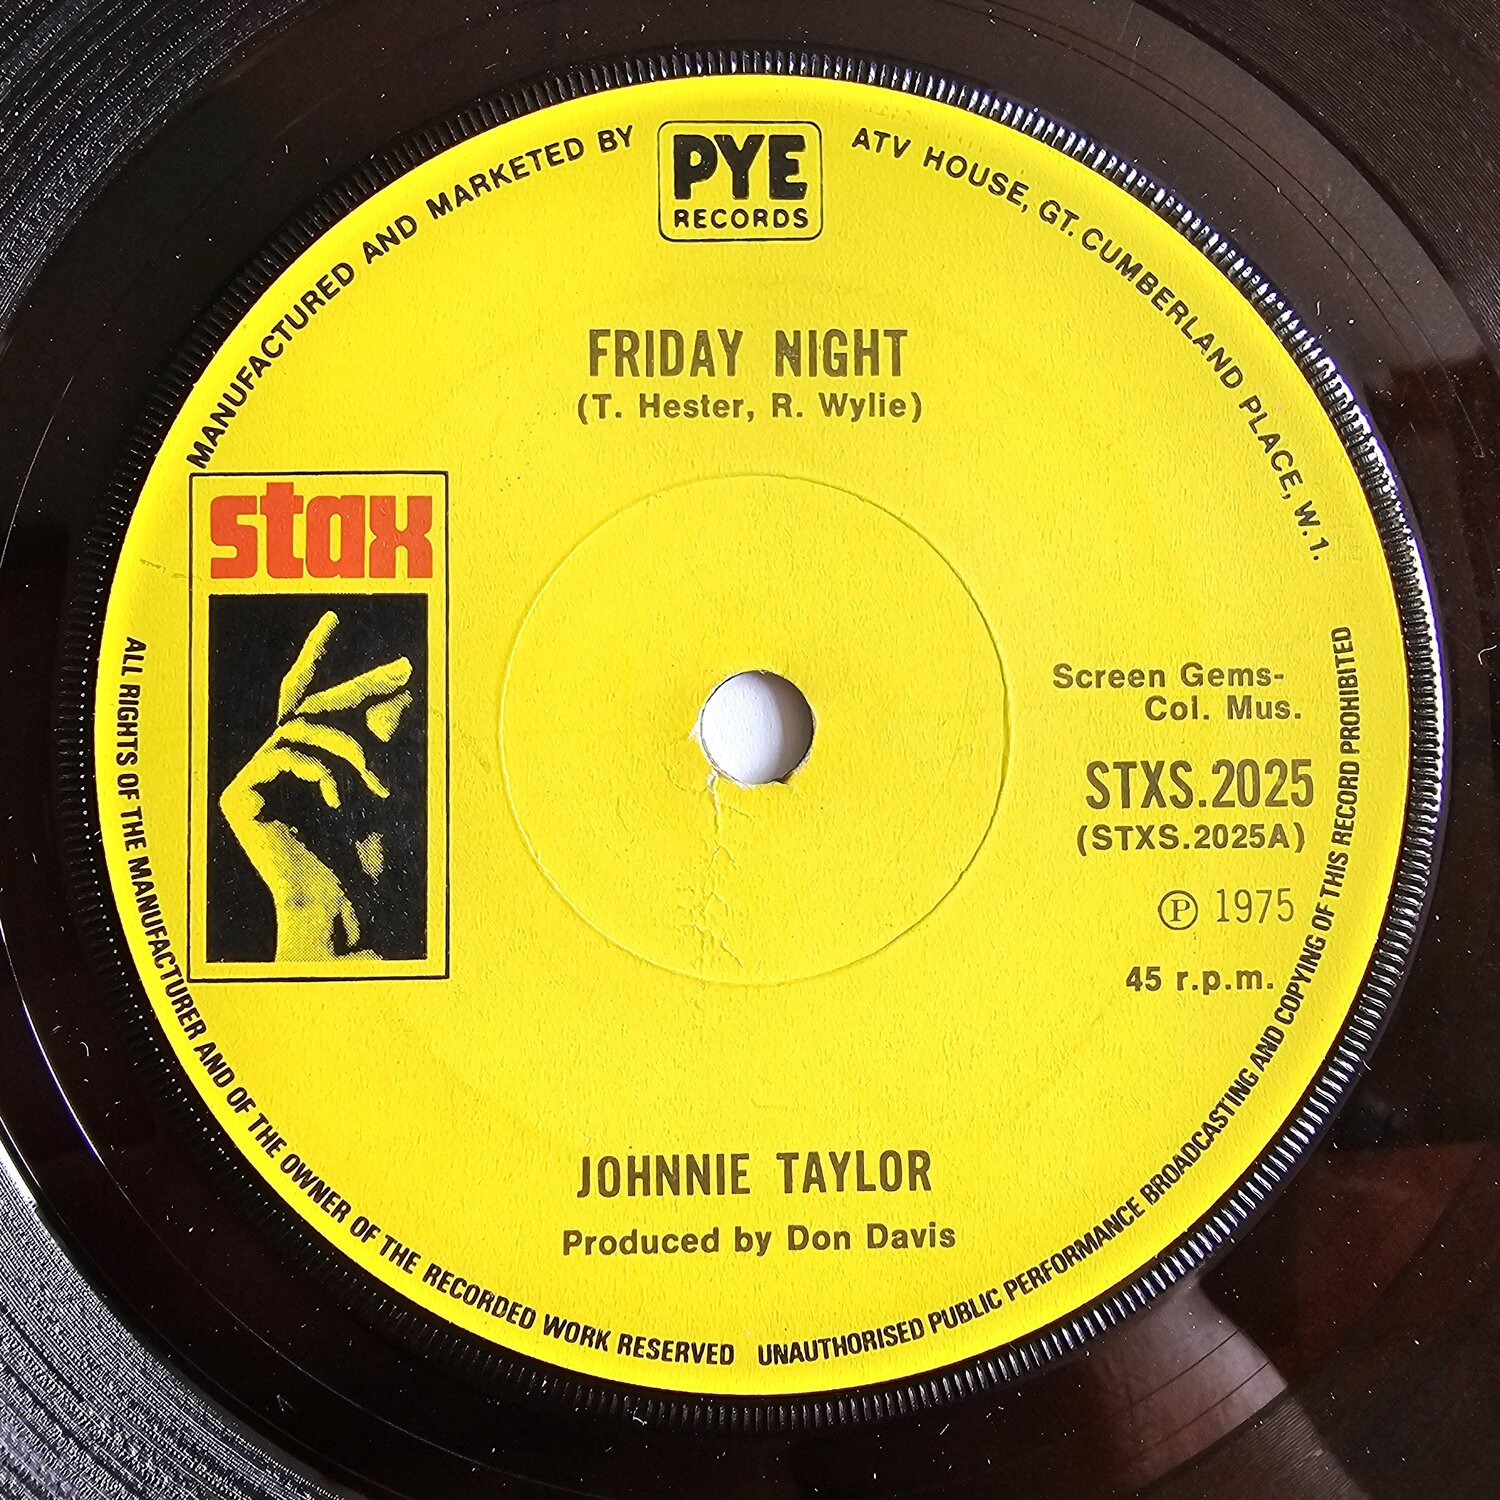 MANUFACTURED AND MARKETED BY
PYE
RECORDS
ATV HOUSE, GT. CUMBERLAND PLACE, W.1.
FRIDAY NIGHT
(T. Hester, R. Wylie)
stax
Screen Gems-
Col. Mus.
STXS.2025
(STXS.2025A)
Ⓟ 1975
45 r.p.m.
JOHNNIE TAYLOR
Produced by Don Davis
ALL RIGHTS OF THE MANUFACTURER AND OF THE OWNER OF THE RECORDED WORK RESERVED
UNAUTHORISED PUBLIC PERFORMANCE BROADCASTING AND COPYING OF THIS RECORD PROHIBITED